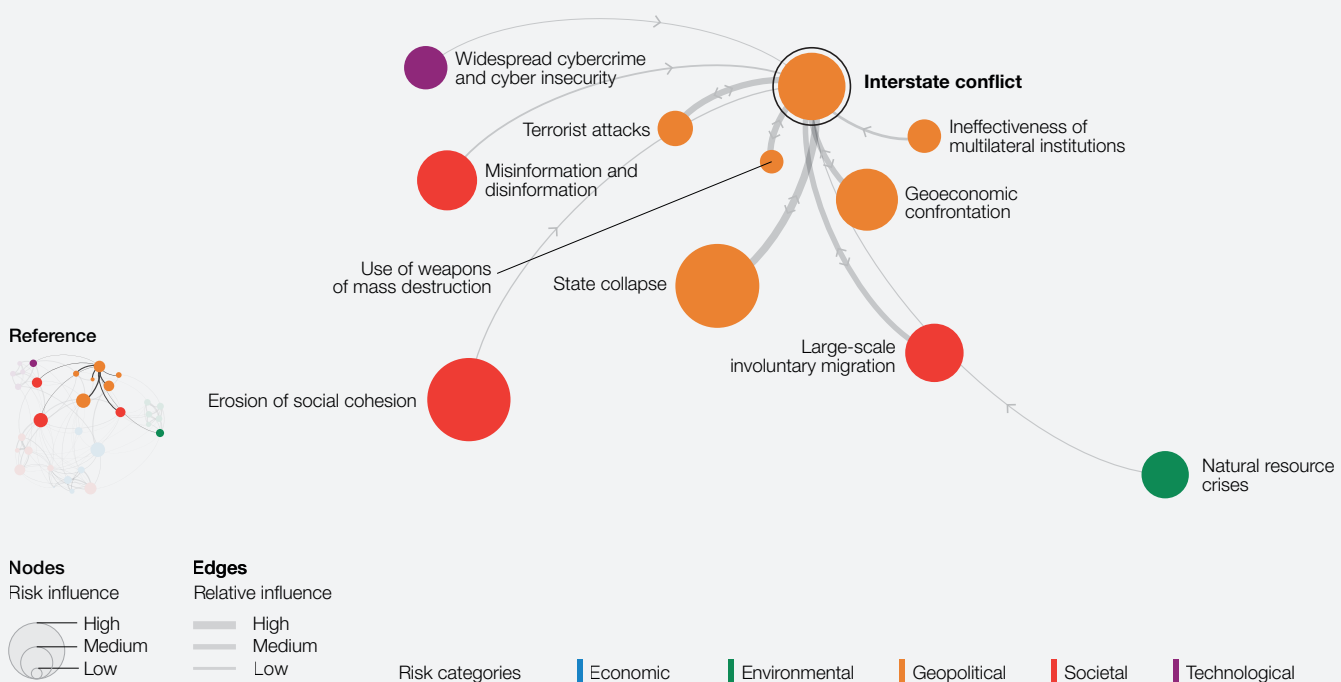 Widespread cybercrime
and cyber insecurity
Interstate conflict
Terrorist attacks
Ineffectiveness of
multilateral institutions
Misinformation and
disinformation
Geoeconomic
confrontation
Use of weapons
of mass destruction
State collapse
Reference
Large-scale
involuntary migration
Erosion of social cohesion
Natural resource
crises
Nodes
Risk influence
High
Medium
Low
Edges
Relative influence
High
Medium
Low
Risk categories
Economic
Environmental
Geopolitical
Societal
Technological